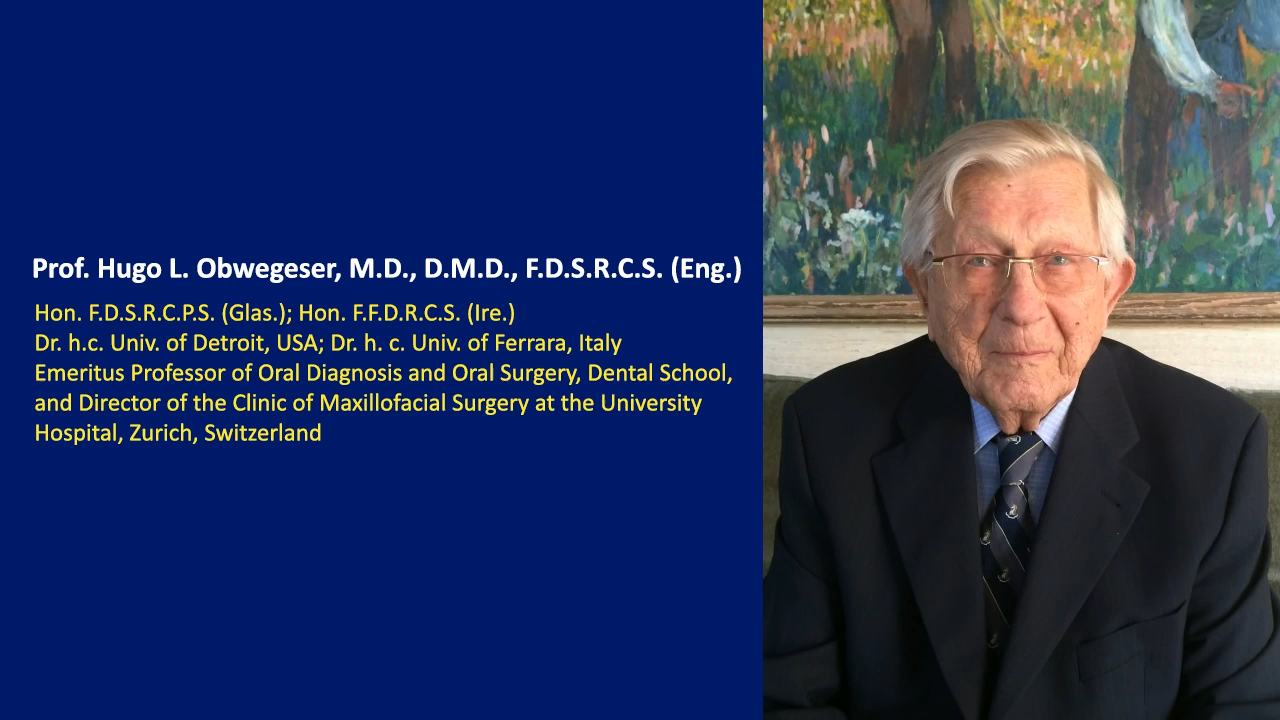 Prof. Hugo L. Obwegeser, M.D., D.M.D., F.D.S.R.C.S. (Eng.)
Hon. F.D.S.R.C.P.S. (Glas.); Hon. F.F.D.R.C.S. (Ire.)
Dr. h.c. Univ. of Detroit, USA; Dr. h. c. Univ. of Ferrara, Italy
Emeritus Professor of Oral Diagnosis and Oral Surgery, Dental School,
and Director of the Clinic of Maxillofacial Surgery at the University
Hospital, Zurich, Switzerland